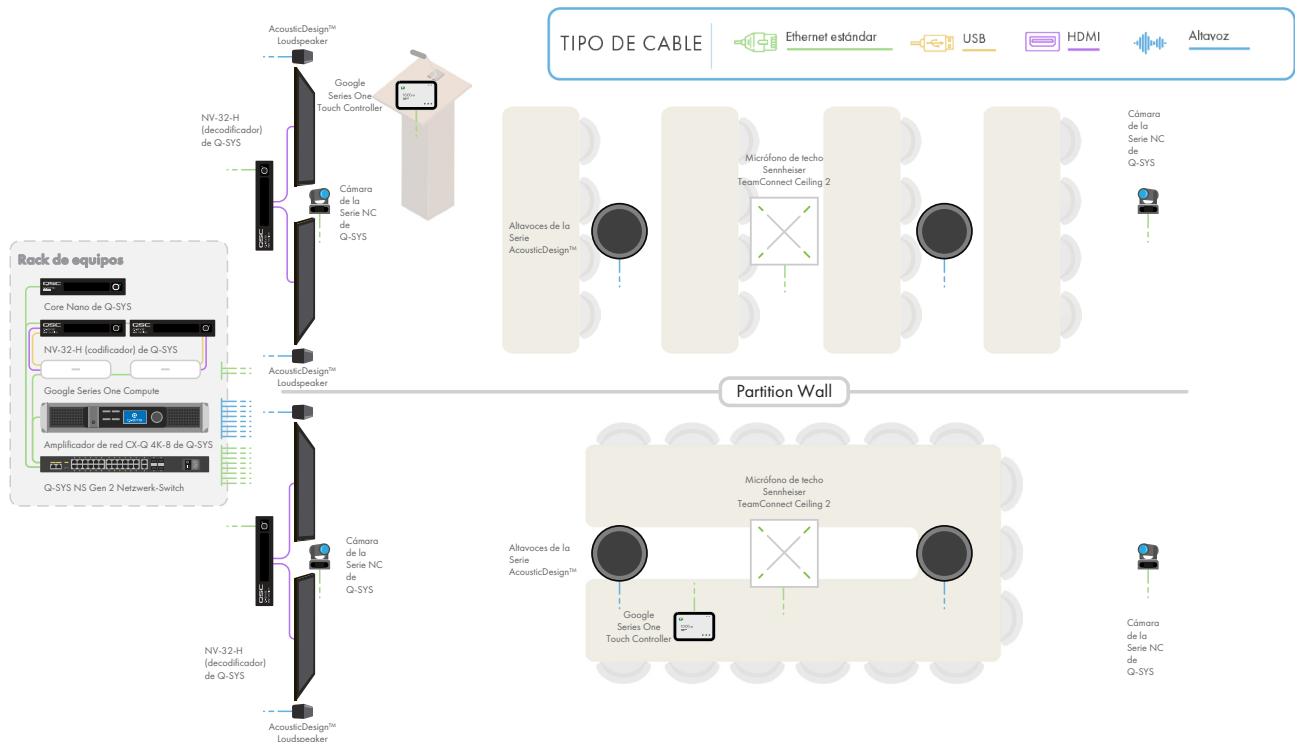 AcousticDesign™
Loudspeaker
TIPO DE CABLE
Ethernet estándar
USB
HDMI
Altavoz
Google
Series One
Touch Controller
NV-32-H
(decodificador)
de Q-SYS
Cámara
de la
Serie NC
de
Q-SYS
Micrófono de techo
Sennheiser
TeamConnect Ceiling 2
Altavoces de la
Serie
AcousticDesign™
Cámara
de la
Serie NC
de
Q-SYS
Rack de equipos
QSC
Core Nano de Q-SYS
QSC
QSC
NV-32-H (codificador) de Q-SYS
Google Series One Compute
Q-SYS
Amplificador de red CX-Q 4K-8 de Q-SYS
Q-SYS NS Gen 2 Netzwerk-Switch
QSC
AcousticDesign™
Loudspeaker
Partition Wall
Micrófono de techo
Sennheiser
TeamConnect Ceiling 2
Cámara
de la
Serie NC
de
Q-SYS
Altavoces de la
Serie
AcousticDesign™
QSC
Google
Series One
Touch Controller
Cámara
de la
Serie NC
de
Q-SYS
NV-32-H
(decodificador)
de Q-SYS
AcousticDesign™
Loudspeaker